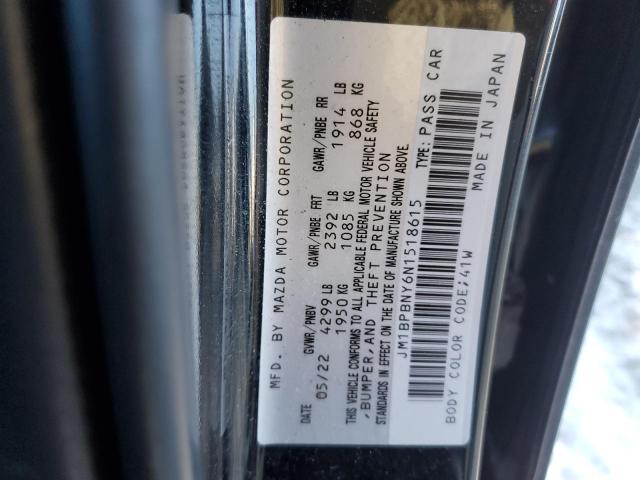 MFD. BY MAZDA MOTOR CORPORATION
DATE GVWR/PNBV GAWR/PNBE FRT GAWR/PNBE RR
05/22 4299 LB 2392 LB 1914 LB
1950 KG 1085 KG 868 KG
THIS VEHICLE CONFORMS TO ALL APPLICABLE FEDERAL MOTOR VEHICLE SAFETY
,BUMPER,AND THEFT PREVENTION
STANDARDS IN EFFECT ON THE DATE OF MANUFACTURE SHOWN ABOVE.
JM1BPBNY6N1518615 TYPE: PASS CAR
BODY COLOR CODE;41W MADE IN JAPAN